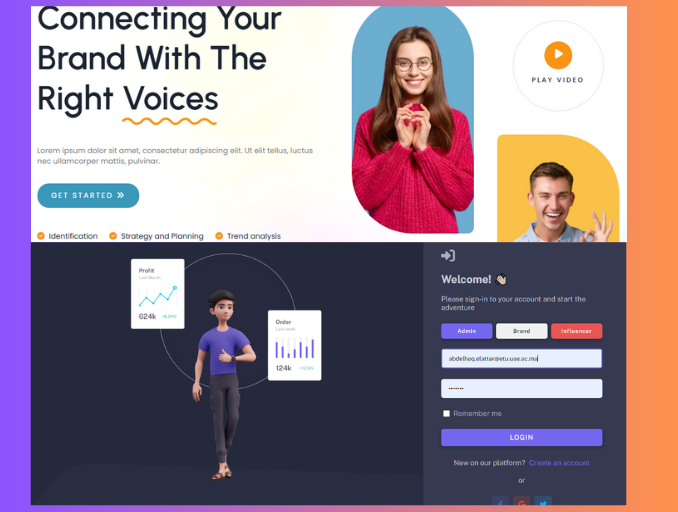 Connecting Your
Brand With The
Right Voices
PLAY VIDEO
Lorem ipsum dolor sit amet, consectetur adipiscing elit. Ut elit tellus, luctus
nec ullamcorper mattis, pulvinar.
GET STARTED
Identification Strategy and Planning Trend analysis
Profit
Last Month
624k +8.24%
Order
Last week
124k +12.6%
Welcome!
Please sign-in to your account and start the
adventure
Admin Brand Influencer
abdelhaq.elattar@etu.uae.ac.ma
Remember me
LOGIN
New on our platform? Create an account
or